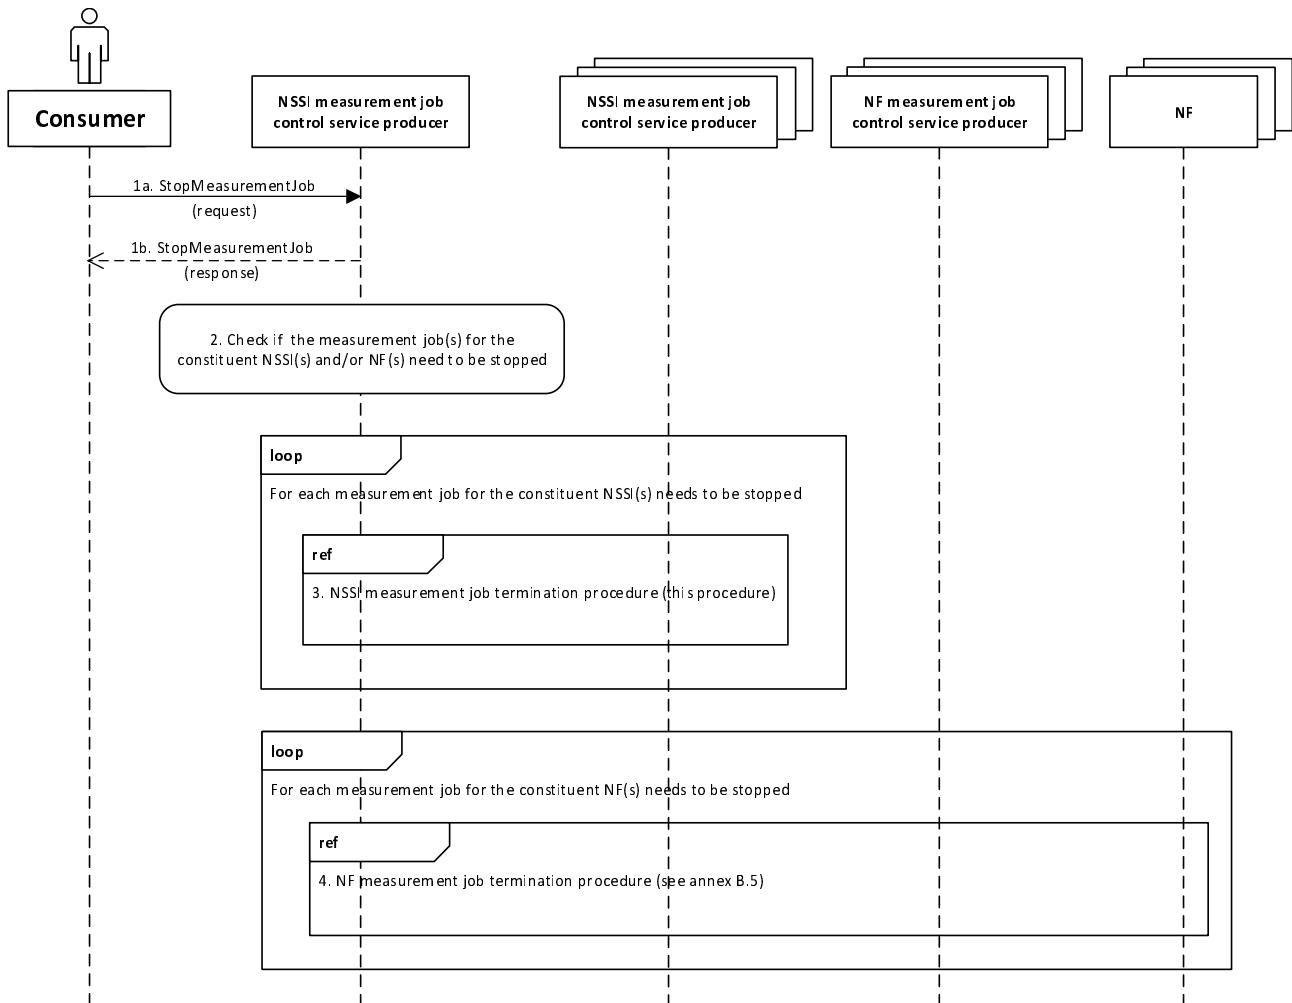 Consumer
NSSI measurement job
control service producer
NSSI measurement job
control service producer
NF measurement job
control service producer
NF
1a. StopMeasurementJob
(request)
1b. StopMeasurementJob
(response)
2. Check if the measurement job(s) for the
constituent NSSI(s) and/or NF(s) need to be stopped
loop
For each measurement job for the constituent NSSI(s) needs to be stopped
ref
3. NSSI measurement job termination procedure (this procedure)
loop
For each measurement job for the constituent NF(s) needs to be stopped
ref
4. NF measurement job termination procedure (see annex B.5)